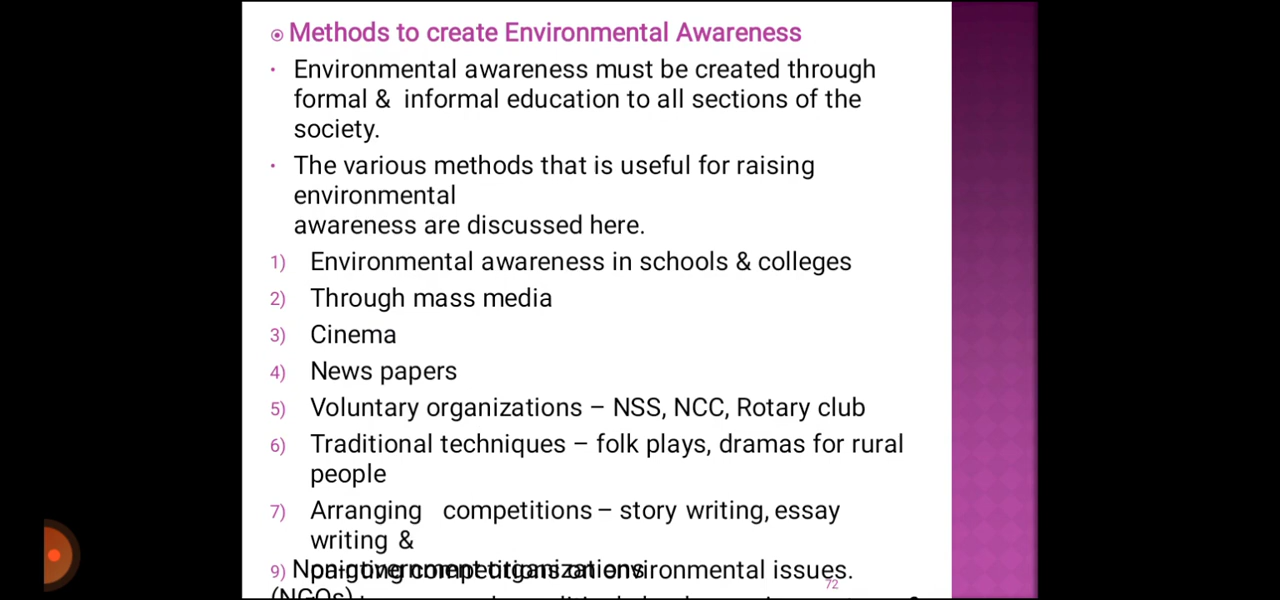 Methods to create Environmental Awareness
• Environmental awareness must be created through
formal & informal education to all sections of the
society.
• The various methods that is useful for raising
environmental
awareness are discussed here.
1) Environmental awareness in schools & colleges
2) Through mass media
3) Cinema
4) News papers
5) Voluntary organizations – NSS, NCC, Rotary club
6) Traditional techniques – folk plays, dramas for rural
people
7) Arranging competitions – story writing, essay
writing &
painting competitions on environmental issues.
9) Non-government organizations
(NGOs)
72